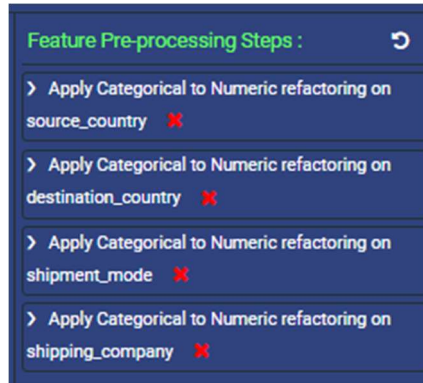 Feature Pre-processing Steps :
> Apply Categorical to Numeric refactoring on
source_country
> Apply Categorical to Numeric refactoring on
destination_country
> Apply Categorical to Numeric refactoring on
shipment_mode
> Apply Categorical to Numeric refactoring on
shipping_company